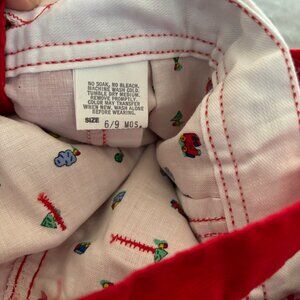 NO SOAK, NO BLEACH.
MACHINE WASH COLD.
TUMBLE DRY MEDIUM.
REMOVE PROMPTLY.
COLOR MAY TRANSFER
WHEN NEW. WASH ALONE
BEFORE WEARING.
SIZE 6/9 MOS.